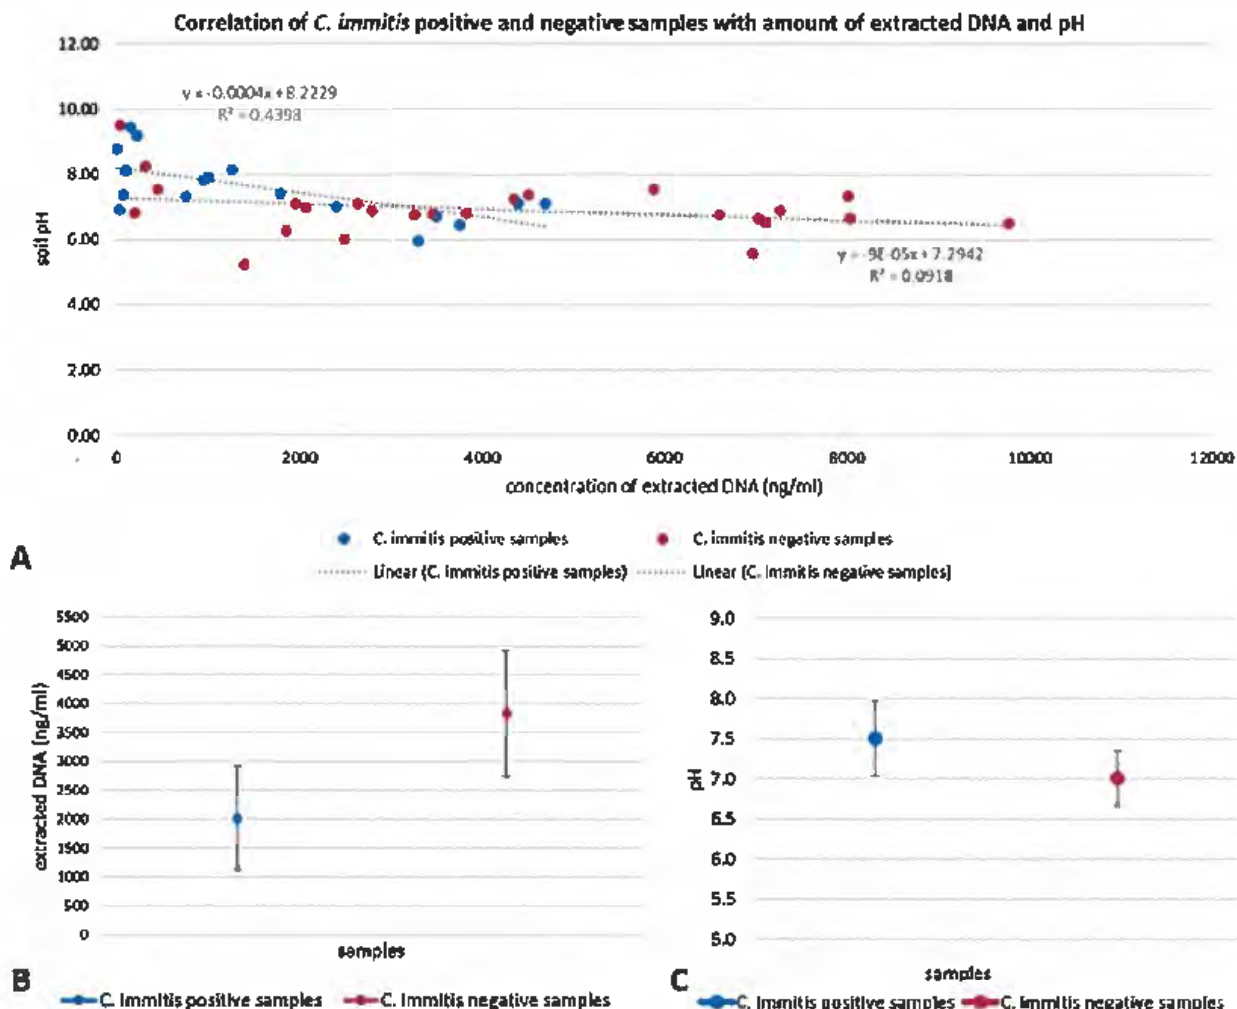 Correlation of C. immitis positive and negative samples with amount of extracted DNA and pH
12.00
10.00
8.00
6.00
4.00
2.00
0.00
soil pH
y = -0.0004x + 8.2229
R² = 0.4398
y = -9E-05x + 7.2942
R² = 0.0918
0 2000 4000 6000 8000 10000 12000
concentration of extracted DNA (ng/ml)
C. immitis positive samples C. immitis negative samples
Linear (C. immitis positive samples) Linear (C. immitis negative samples)
A
5500
5000
4500
4000
3500
3000
2500
2000
1500
1000
500
0
extracted DNA (ng/ml)
samples
B
C. immitis positive samples C. immitis negative samples
9.0
8.5
8.0
7.5
7.0
6.5
6.0
5.5
5.0
pH
samples
C
C. immitis positive samples C. immitis negative samples